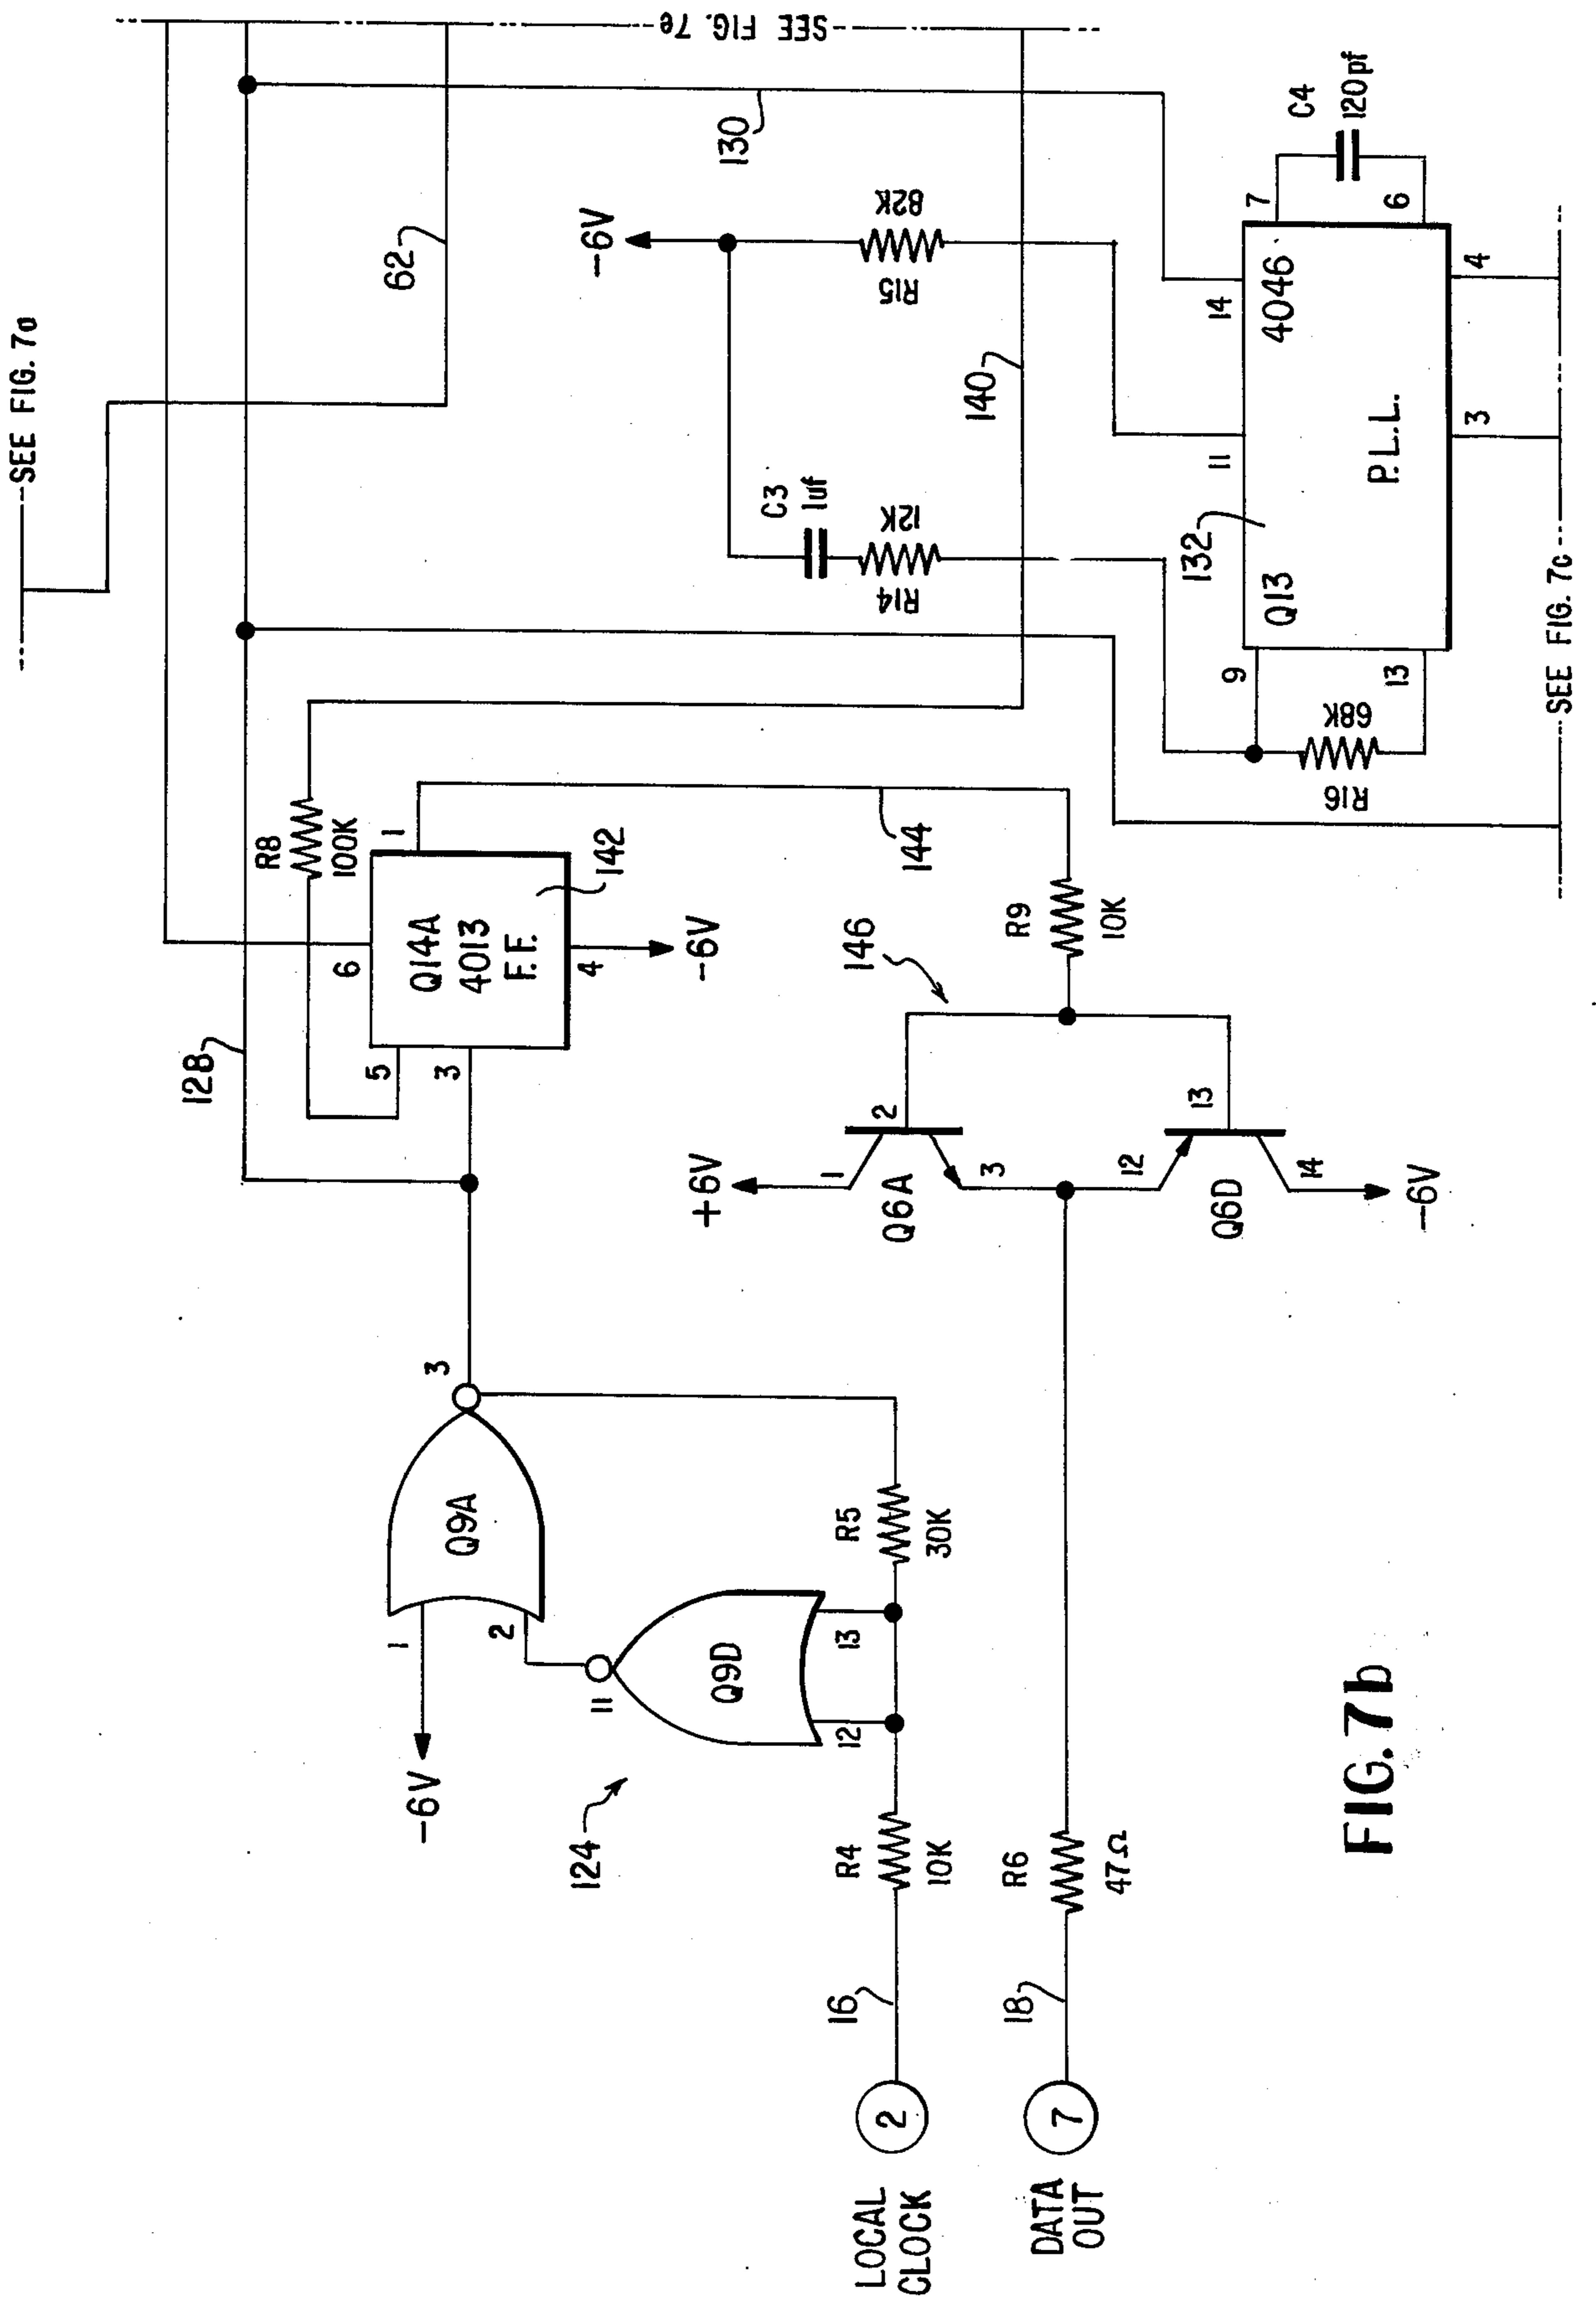 SEE FIG. 7a
SEE FIG. 7e
62
130
128
R8
100K
-6V
C3
1uf
R14
12K
R15
82K
140
Q14A
4013
F.F.
6
5
3
4
1
142
-6V
144
R9
10K
146
132
Q13
4046
P.L.L.
9
13
11
14
7
6
3
4
C4
120pf
R16
68K
SEE FIG. 7c
-6V
1
2
Q9A
3
11
Q9D
12
13
124
R5
30K
R4
10K
16
2
LOCAL
CLOCK
+6V
1
2
Q6A
3
12
13
Q6D
14
-6V
R6
47Ω
18
7
DATA
OUT
FIG. 7b